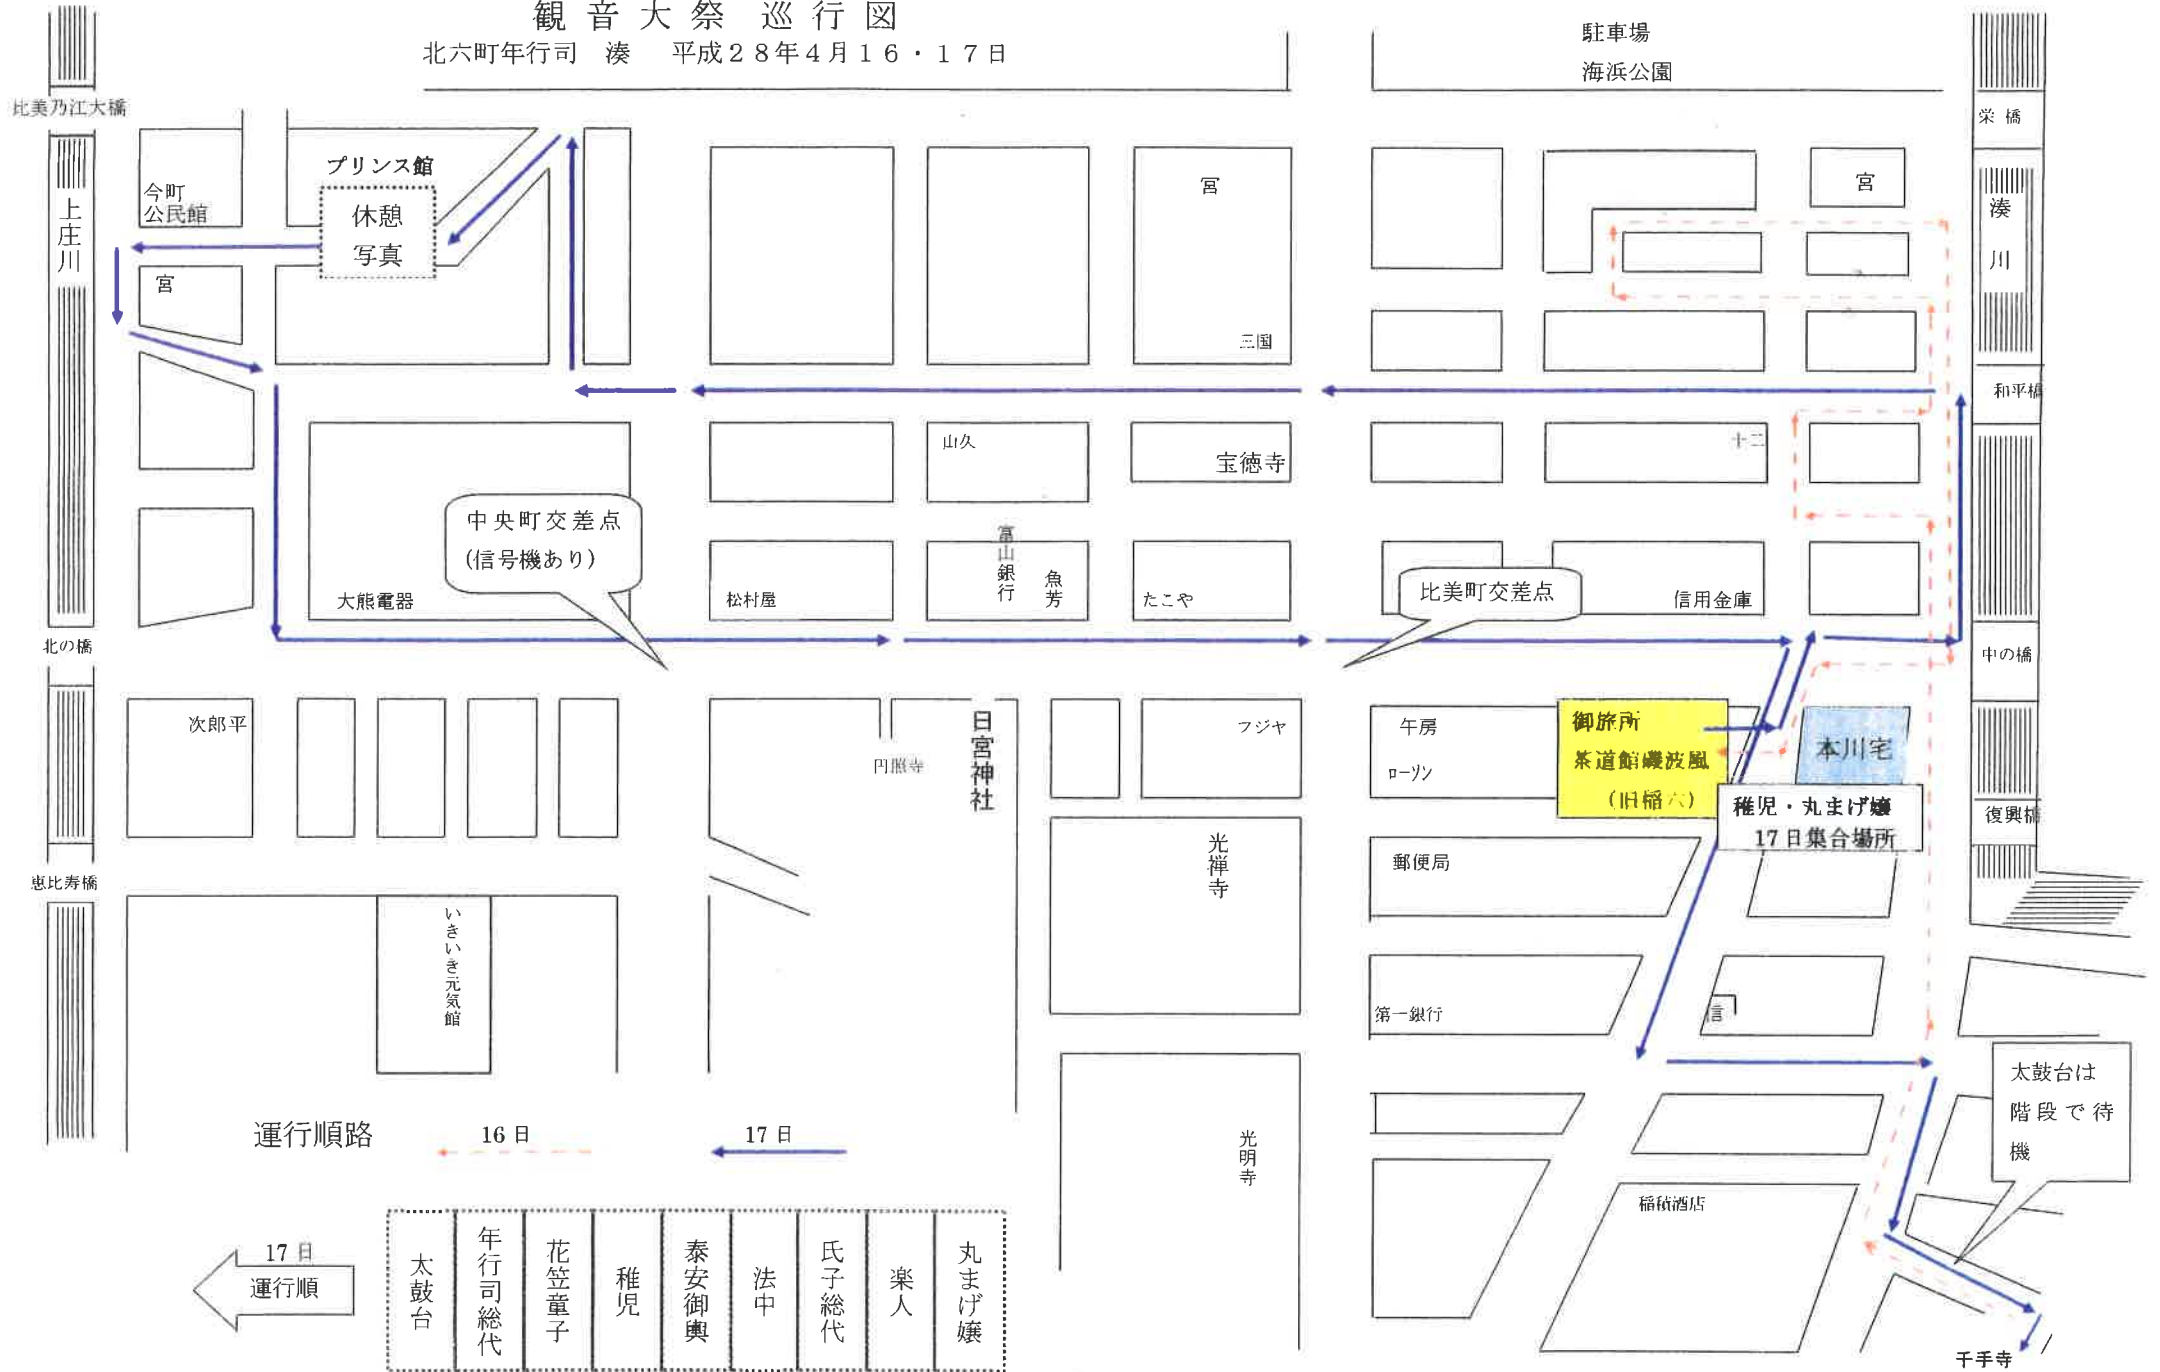 観音大祭 巡行図
北六町年行司 湊 平成28年4月16・17日
駐車場
海浜公園
比美乃江大橋
栄橋
プリンス館
今町
公民館
休憩
写真
宮
宮
上庄川
湊川
宮
三国
和平橋
山久
宝徳寺
十二
中央町交差点
(信号機あり)
富山銀行
魚芳
大熊電器
松村屋
たこや
比美町交差点
信用金庫
北の橋
中の橋
次郎平
日宮神社
円照寺
フジヤ
午房
ローソン
御旅所
茶道館磯波風
(旧稲六)
本川宅
稚児・丸まげ嬢
17日集合場所
復興橋
恵比寿橋
光禅寺
郵便局
いきいき元気館
第一銀行
信
太鼓台は
階段で待
機
運行順路
16日
17日
光明寺
稲積酒店
17日
運行順
太鼓台
年行司総代
花笠童子
稚児
泰安御輿
法中
氏子総代
楽人
丸まげ嬢
千手寺